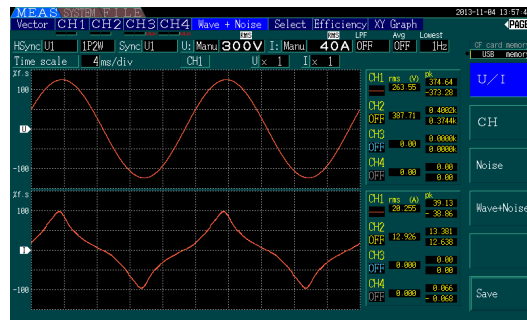 MEAS SYSTEM FILE 2013-11-04 13:57:4
Vector CH1 CH2 CH3 CH4 Wave + Noise Select Efficiency XY Graph PAGE
RMS RMS LPF Avg Lowest
HSync U1 1P2W Sync U1 U: Manu 300V I: Manu 40A OFF OFF 1Hz
CF card memory
USB memory
Time scale 4 ms/div CH1 U x 1 I x 1
%f.s
100
U
-100
CH1 rms (V) pk
263.55 374.64
-373.28
CH2
OFF 387.71 0.4002k
0.3744k
CH3
OFF 0.00 0.0000k
0.0000k
CH4
OFF 0.00 0.00
0.00
%f.s
100
I
-100
CH1 rms (A) pk
20.255 39.13
- 38.86
CH2
OFF 12.926 13.381
12.638
CH3
OFF 0.000 0.00
0.00
CH4
OFF 0.000 0.066
- 0.068
U/I
CH
Noise
Wave+Noise
Save